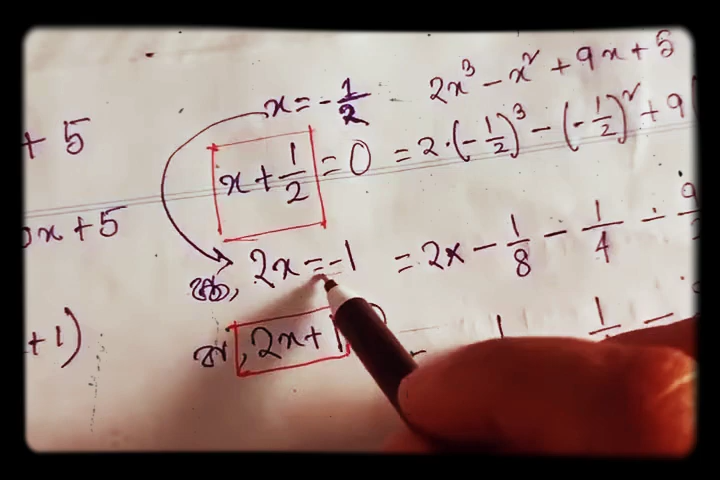 x = -1/2
2x³ - x² + 9x + 5
+ 5
x + 1/2 = 0
= 2·(-1/2)³ - (-1/2)² + 9(
x + 5
বা, 2x = -1
= 2x - 1/8 - 1/4 -
+1)
বা, 2x + 1